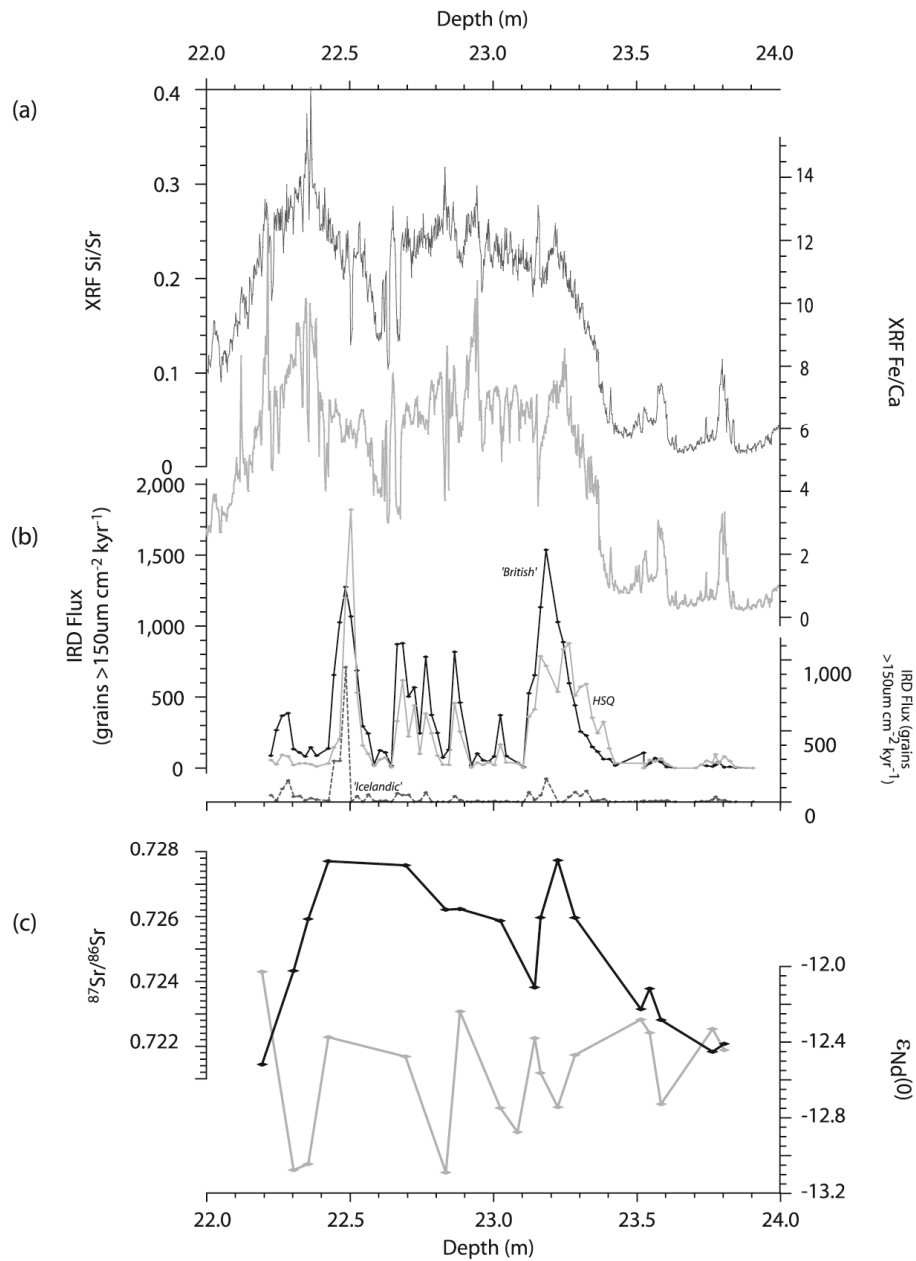 Depth (m)
22.0 22.5 23.0 23.5 24.0
(a)
XRF Si/Sr
0.4
0.3
0.2
0.1
0
14
12
10
8
6
4
2
0
XRF Fe/Ca
(b)
IRD Flux
(grains >150um cm-2 kyr-1)
2,000
1,500
1,000
500
0
'British'
HSQ
'Icelandic'
1,000
500
0
IRD Flux (grains
>150um cm-2 kyr-1)
(c)
87Sr/86Sr
0.728
0.726
0.724
0.722
-12.0
-12.4
-12.8
-13.2
εNd(0)
22.0 22.5 23.0 23.5 24.0
Depth (m)